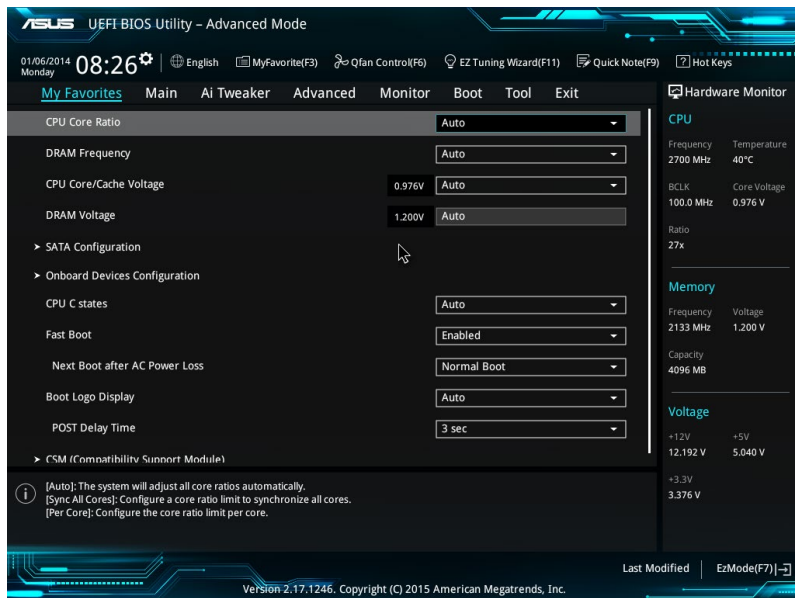 ASUS UEFI BIOS Utility – Advanced Mode
01/06/2014
Monday
08:26
English
MyFavorite(F3)
Qfan Control(F6)
EZ Tuning Wizard(F11)
Quick Note(F9)
? Hot Keys
My Favorites Main Ai Tweaker Advanced Monitor Boot Tool Exit
CPU Core Ratio Auto
DRAM Frequency Auto
CPU Core/Cache Voltage 0.976V Auto
DRAM Voltage 1.200V Auto
> SATA Configuration
> Onboard Devices Configuration
CPU C states Auto
Fast Boot Enabled
Next Boot after AC Power Loss Normal Boot
Boot Logo Display Auto
POST Delay Time 3 sec
> CSM (Compatibility Support Module)
[Auto]: The system will adjust all core ratios automatically.
[Sync All Cores]: Configure a core ratio limit to synchronize all cores.
[Per Core]: Configure the core ratio limit per core.
Hardware Monitor
CPU
Frequency Temperature
2700 MHz 40°C
BCLK Core Voltage
100.0 MHz 0.976 V
Ratio
27x
Memory
Frequency Voltage
2133 MHz 1.200 V
Capacity
4096 MB
Voltage
+12V +5V
12.192 V 5.040 V
+3.3V
3.376 V
Last Modified
EzMode(F7)
Version 2.17.1246. Copyright (C) 2015 American Megatrends, Inc.